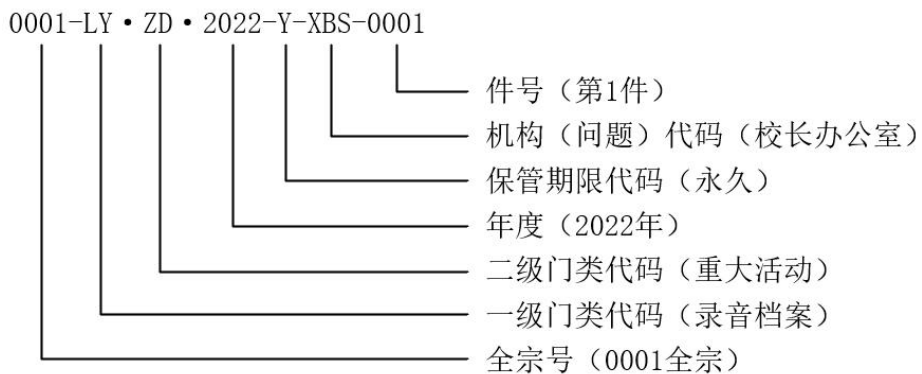 0001-LY·ZD·2022-Y-XBS-0001
件号（第1件）
机构（问题）代码（校长办公室）
保管期限代码（永久）
年度（2022年）
二级门类代码（重大活动）
一级门类代码（录音档案）
全宗号（0001全宗）